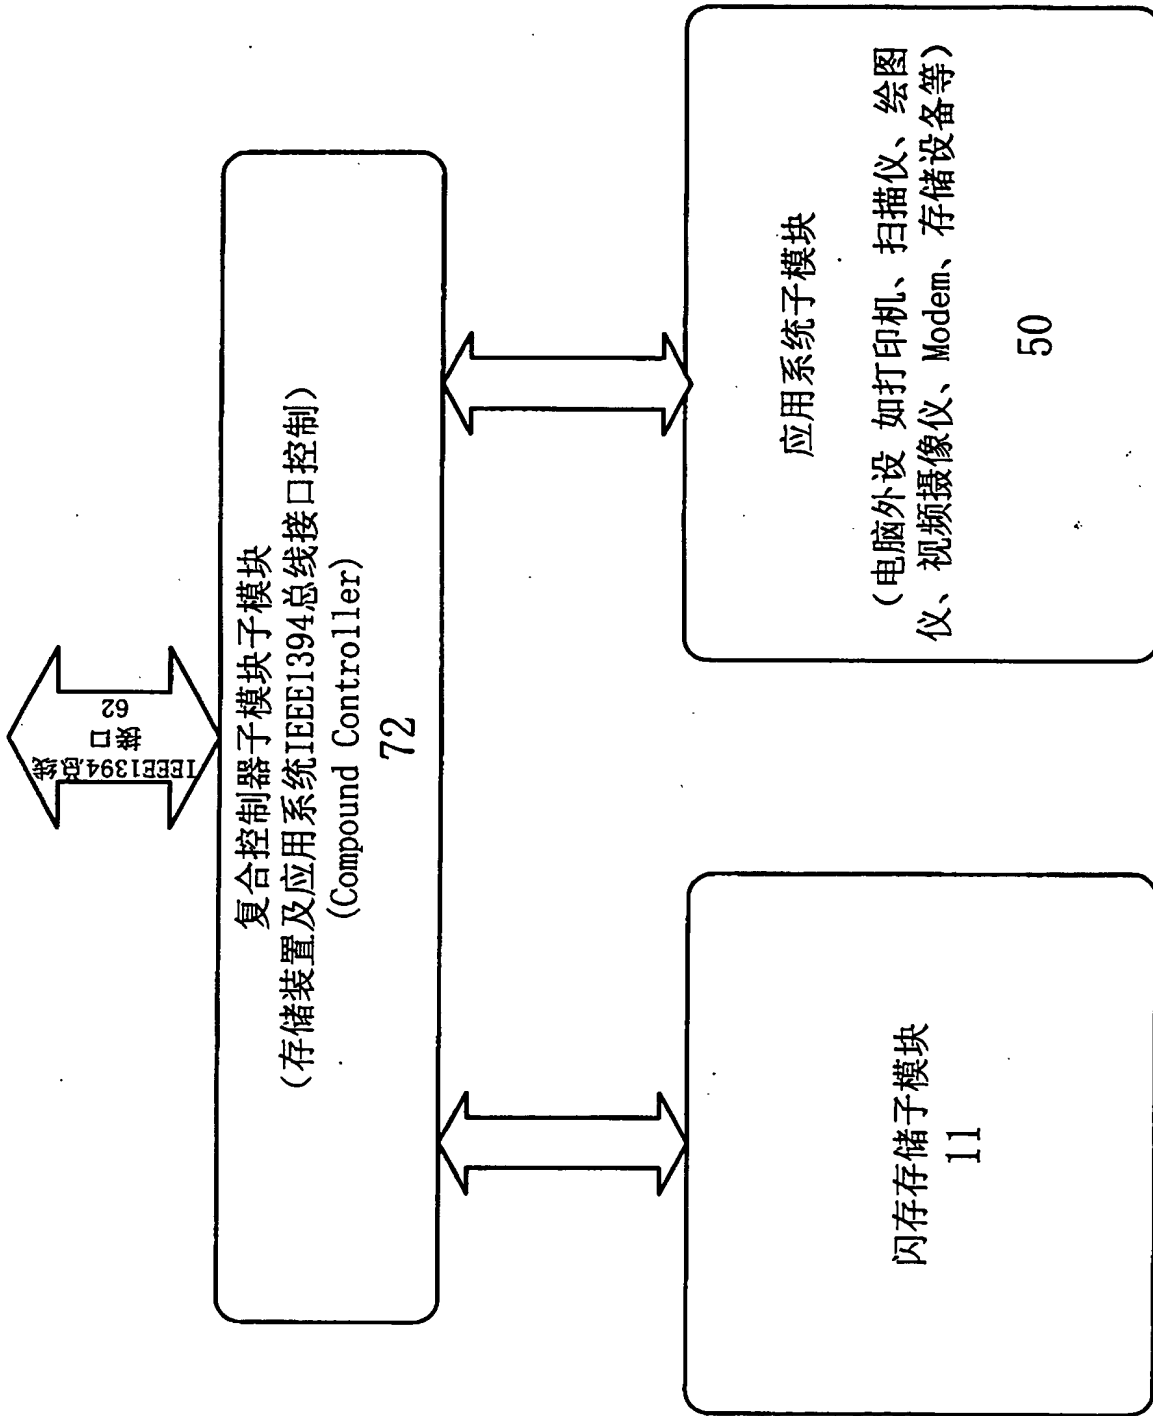 IEEE1394总线
接口
62
复合控制器子模块子模块
(存储装置及应用系统IEEE1394总线接口控制)
(Compound Controller)
72
闪存存储子模块
11
应用系统子模块
(电脑外设 如打印机、扫描仪、绘图
仪、视频摄像仪、Modem、存储设备等)
50